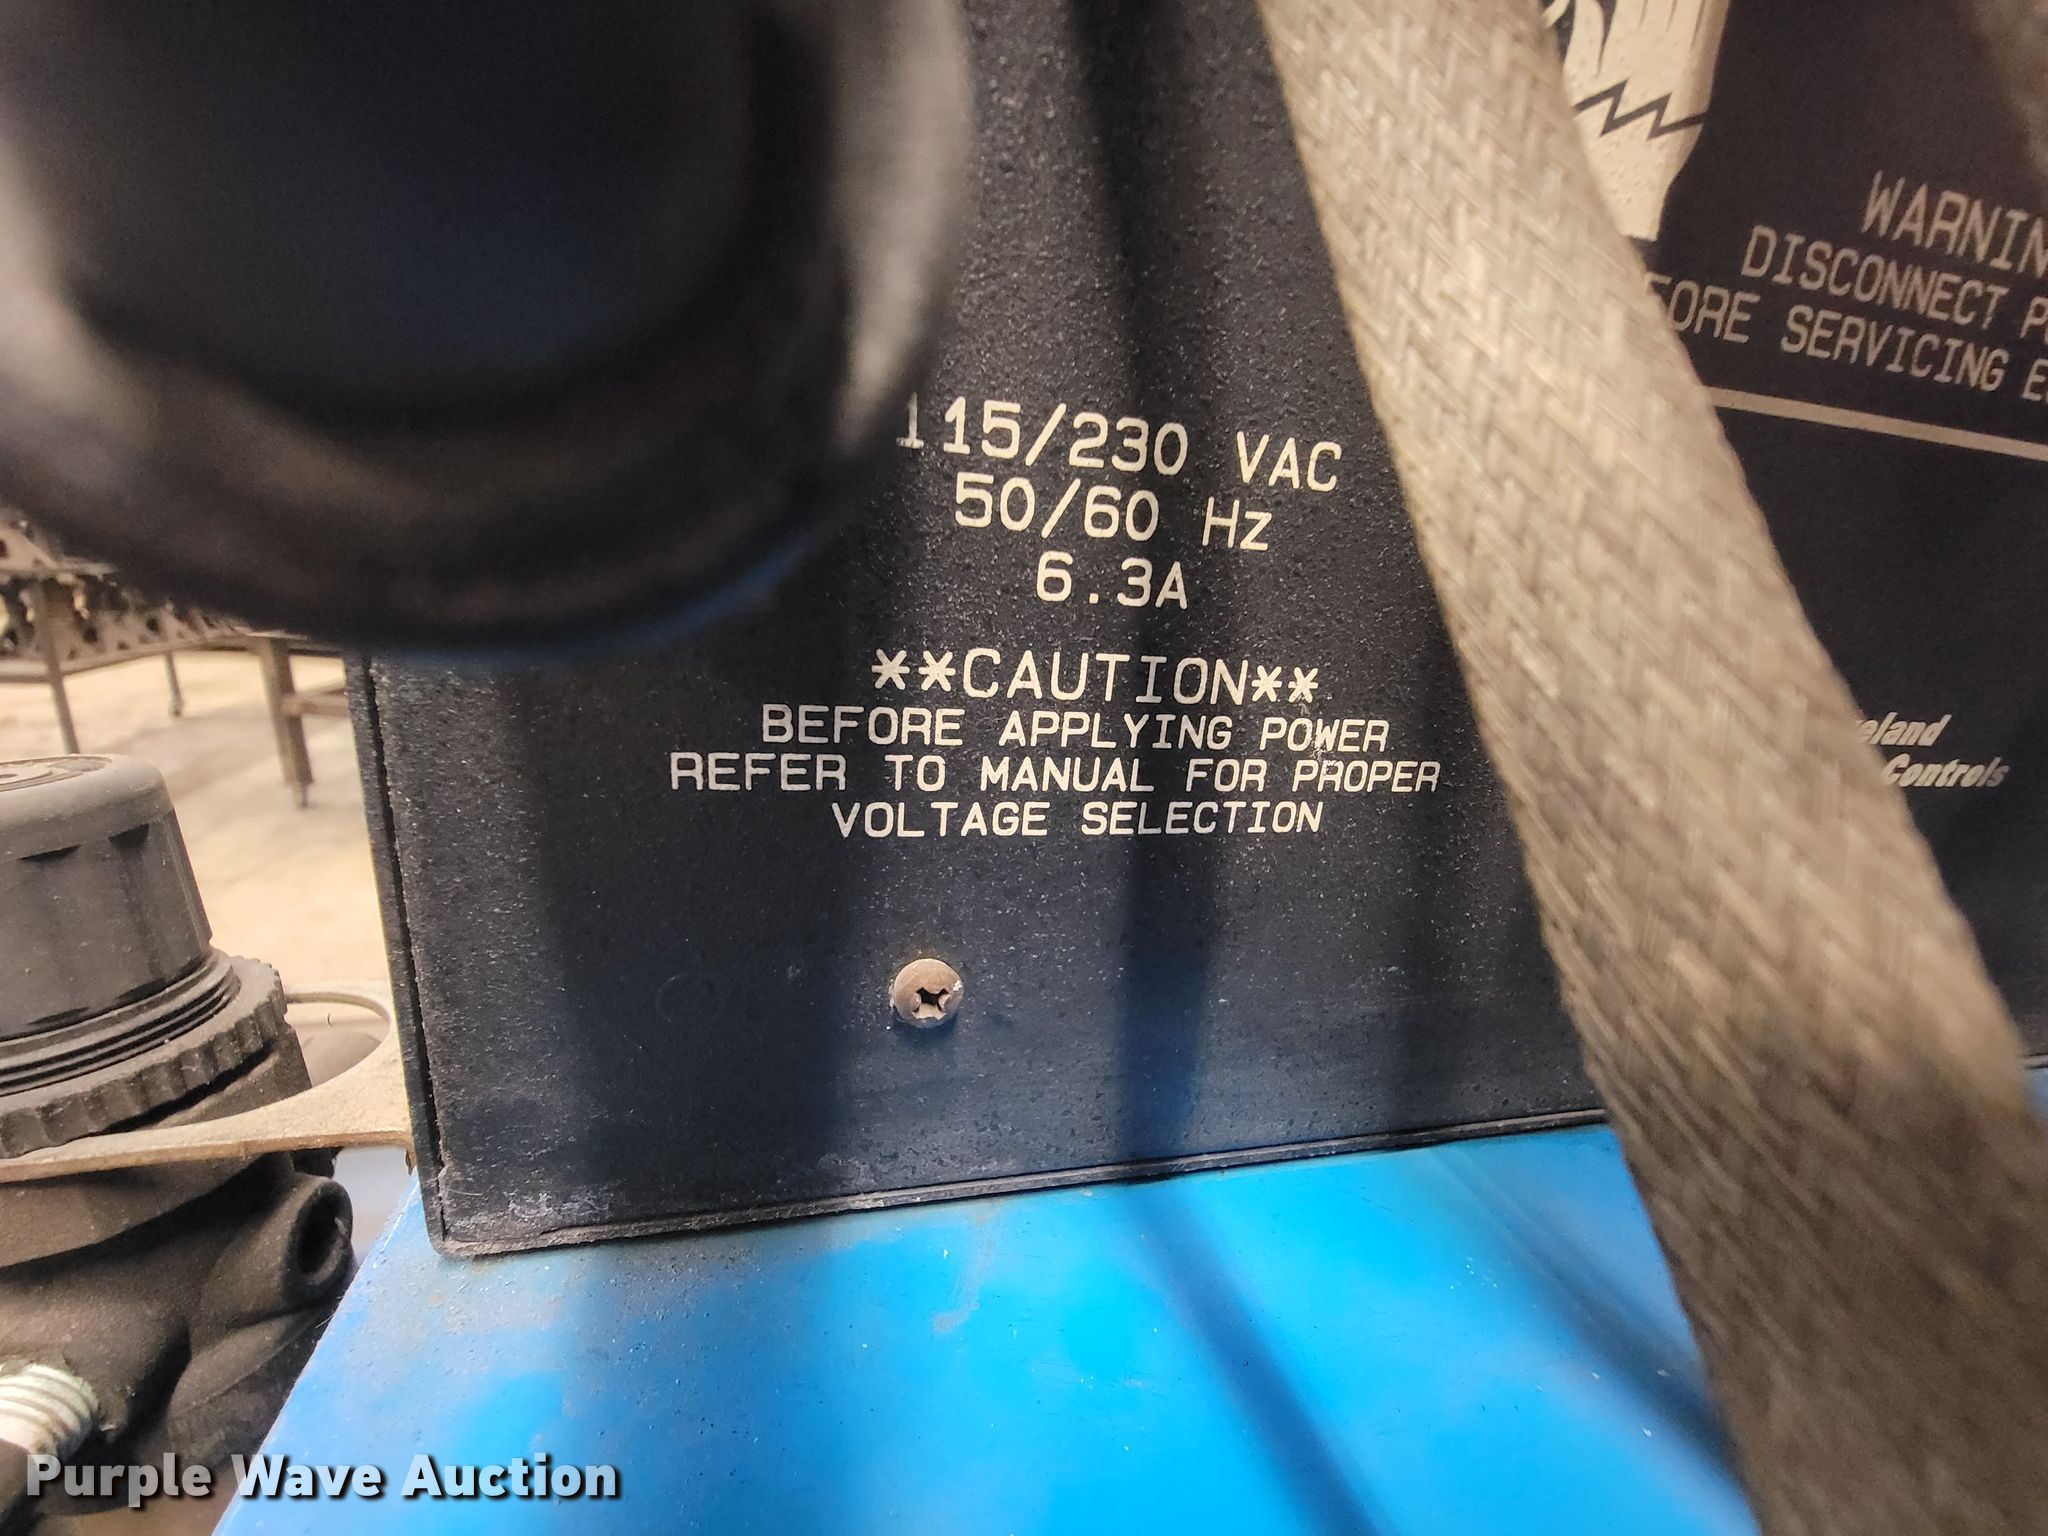 115/230 VAC
50/60 Hz
6.3A
**CAUTION**
BEFORE APPLYING POWER
REFER TO MANUAL FOR PROPER
VOLTAGE SELECTION
WARNIN
DISCONNECT P
FORE SERVICING E
eland
Controls
Purple Wave Auction